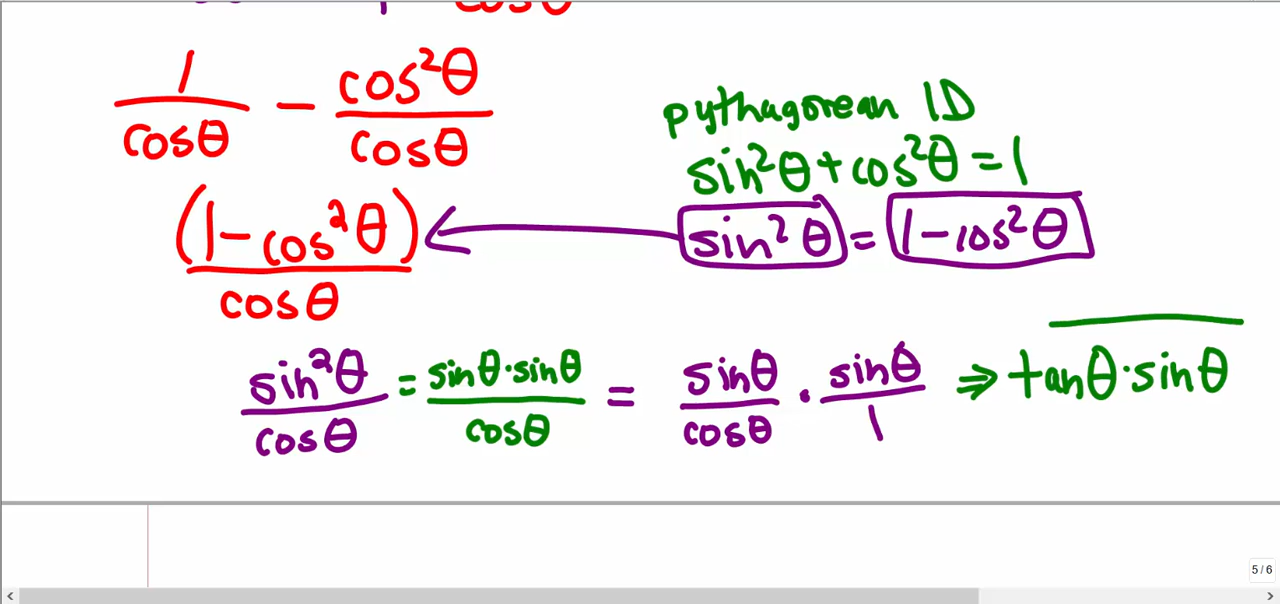 cosθ
1/cosθ − cos²θ/cosθ
pythagorean ID
sin²θ + cos²θ = 1
(1 − cos²θ)/cosθ
sin²θ = 1 − cos²θ
sin²θ/cosθ = sinθ·sinθ/cosθ = sinθ/cosθ · sinθ/1 ⇒ tanθ·sinθ
5 / 6